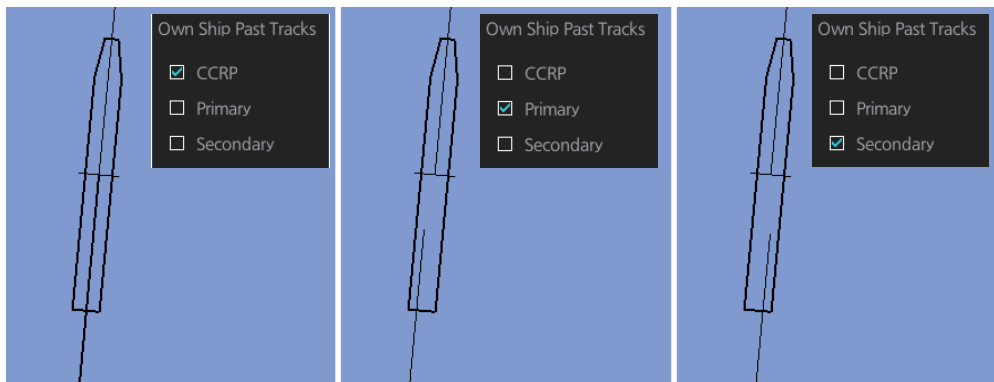 Own Ship Past Tracks
CCRP
Primary
Secondary
Own Ship Past Tracks
CCRP
Primary
Secondary
Own Ship Past Tracks
CCRP
Primary
Secondary